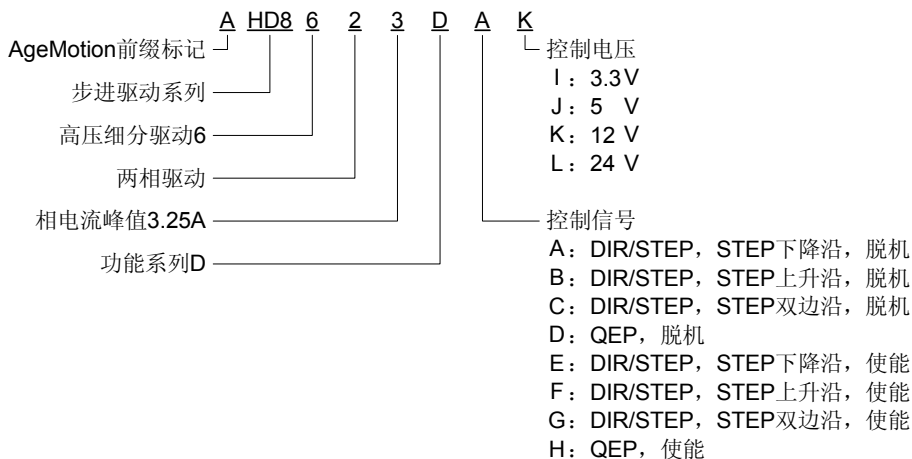 A HD8 6 2 3 D A K
AgeMotion前缀标记
步进驱动系列
高压细分驱动6
两相驱动
相电流峰值3.25A
功能系列D
控制电压
I：3.3V
J：5 V
K：12 V
L：24 V
控制信号
A：DIR/STEP，STEP下降沿，脱机
B：DIR/STEP，STEP上升沿，脱机
C：DIR/STEP，STEP双边沿，脱机
D：QEP，脱机
E：DIR/STEP，STEP下降沿，使能
F：DIR/STEP，STEP上升沿，使能
G：DIR/STEP，STEP双边沿，使能
H：QEP，使能